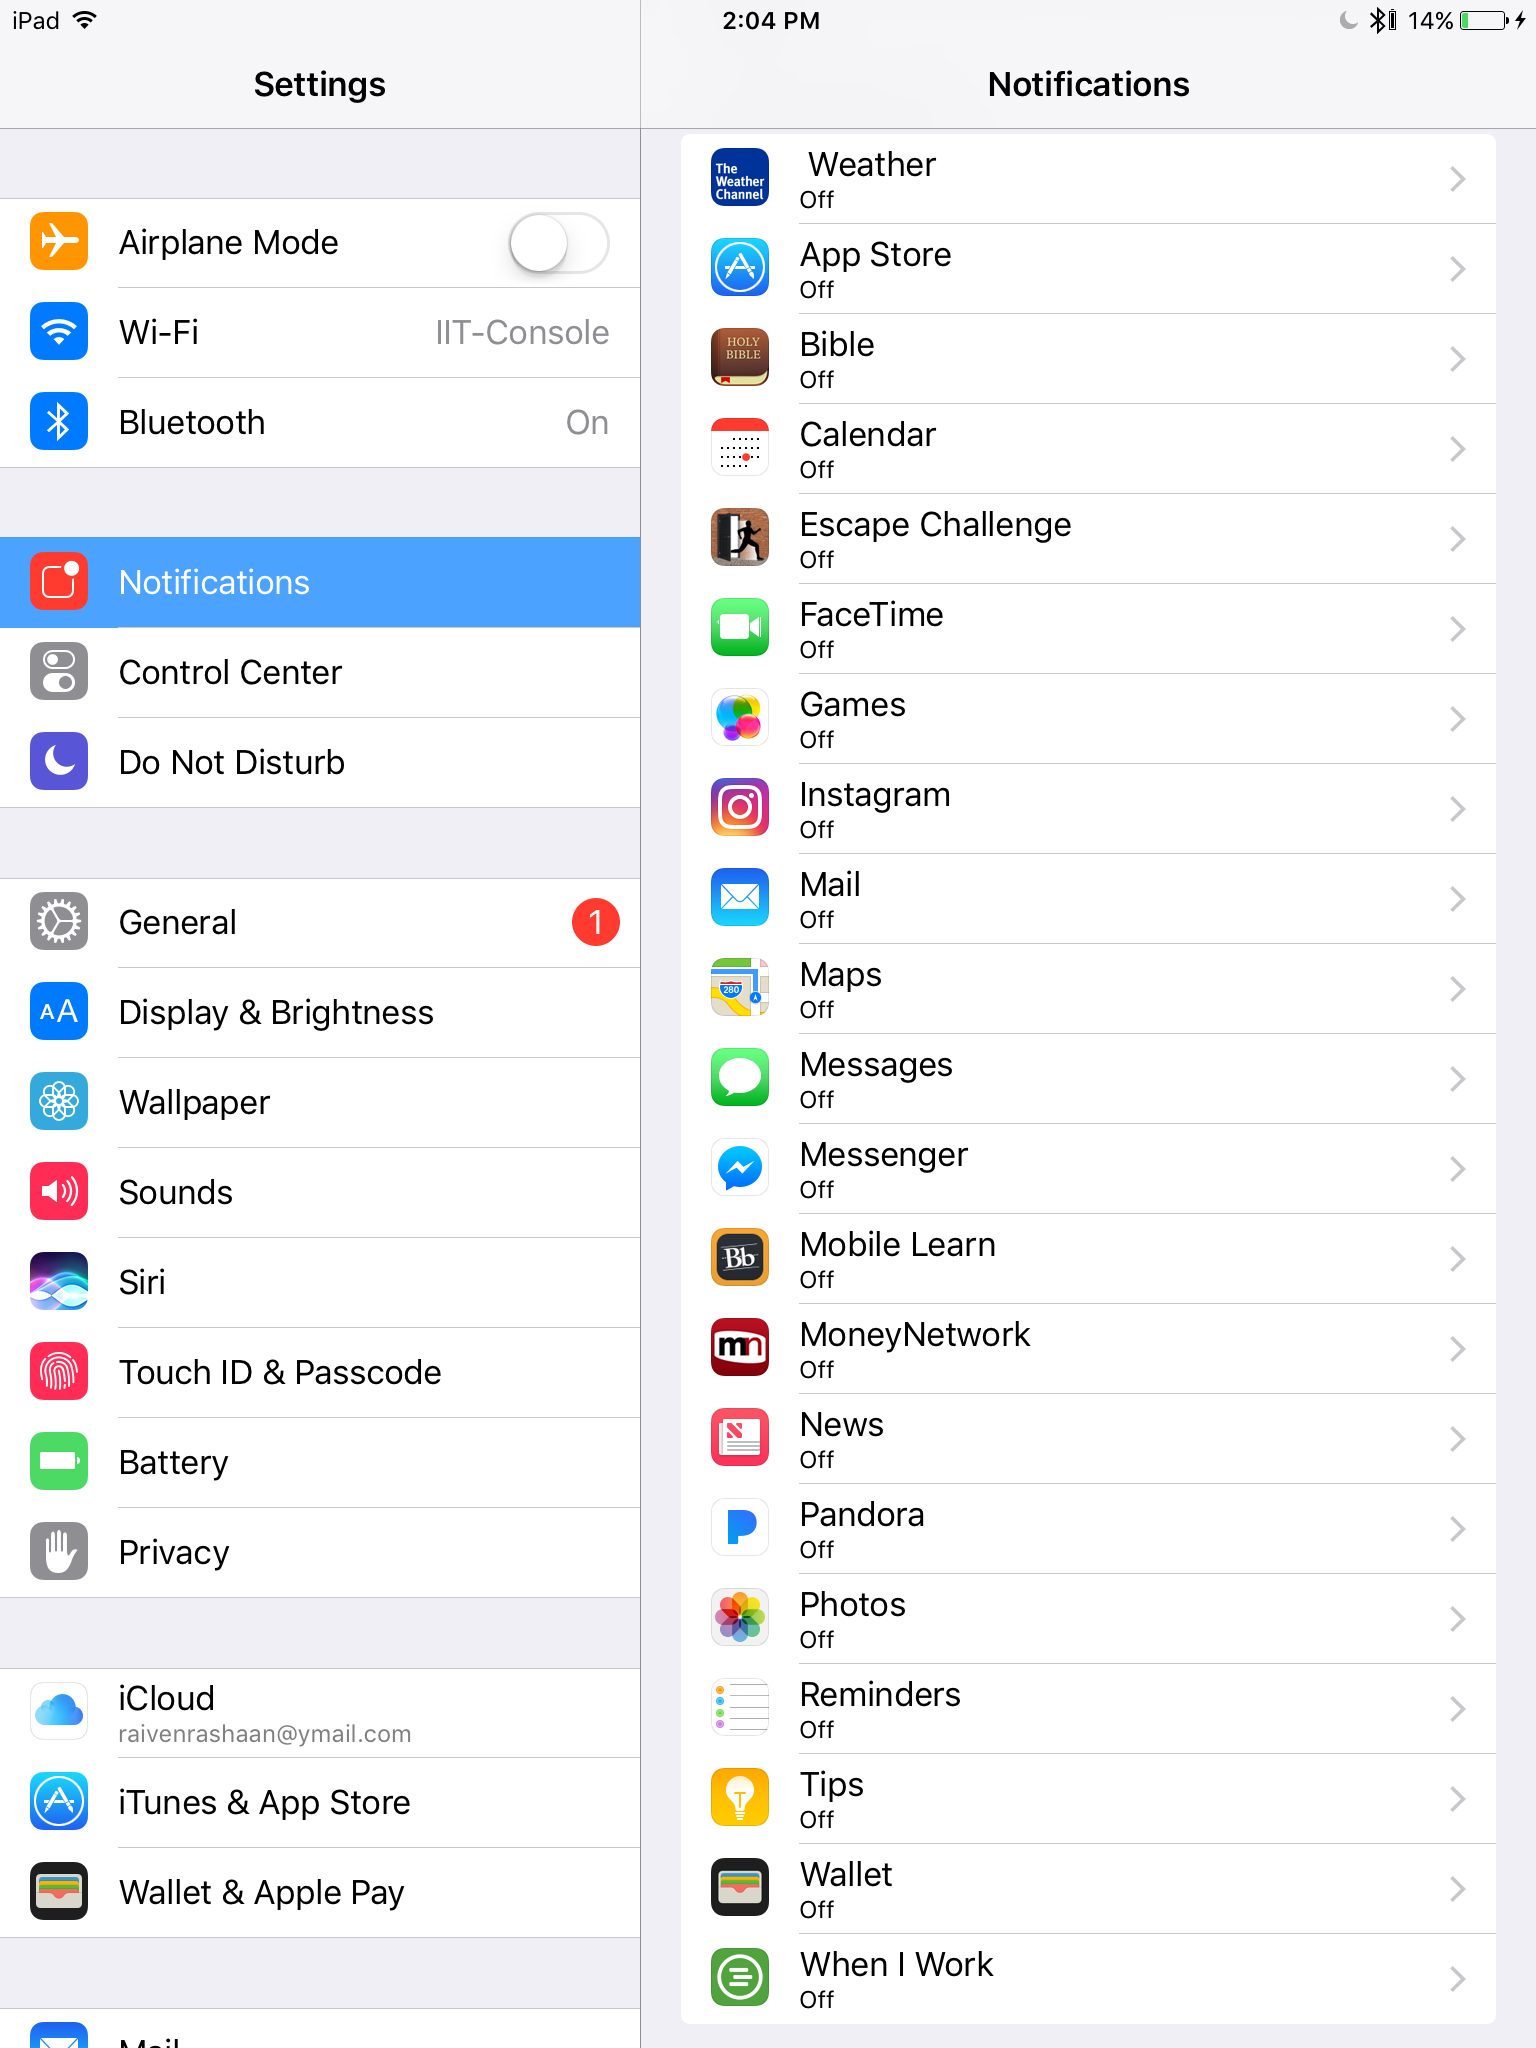 iPad
2:04 PM
14%
Settings
Airplane Mode
Wi-Fi
IIT-Console
Bluetooth
On
Notifications
Control Center
Do Not Disturb
General
1
AA
Display & Brightness
Wallpaper
Sounds
Siri
Touch ID & Passcode
Battery
Privacy
iCloud
raivenrashaan@ymail.com
iTunes & App Store
Wallet & Apple Pay
Mail
Notifications
The
Weather
Channel
Weather
Off
App Store
Off
HOLY
BIBLE
Bible
Off
Calendar
Off
Escape Challenge
Off
FaceTime
Off
Games
Off
Instagram
Off
Mail
Off
280
Maps
Off
Messages
Off
Messenger
Off
Bb
Mobile Learn
Off
mn
MoneyNetwork
Off
News
Off
P
Pandora
Off
Photos
Off
Reminders
Off
T
Tips
Off
Wallet
Off
When I Work
Off